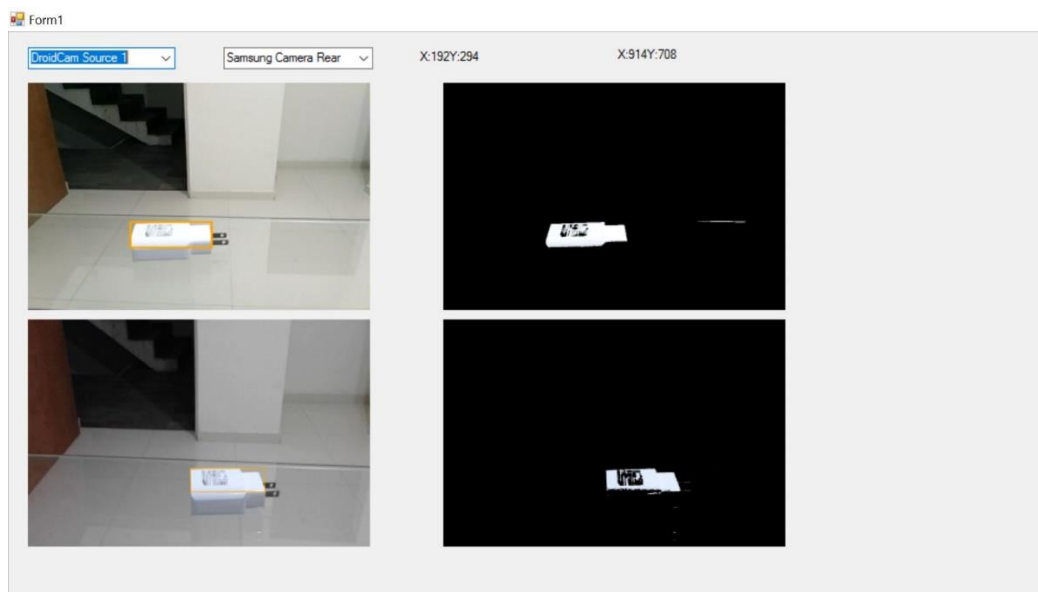 Form1
DroidCam Source 1
Samsung Camera Rear
X:192Y:294
X:914Y:708